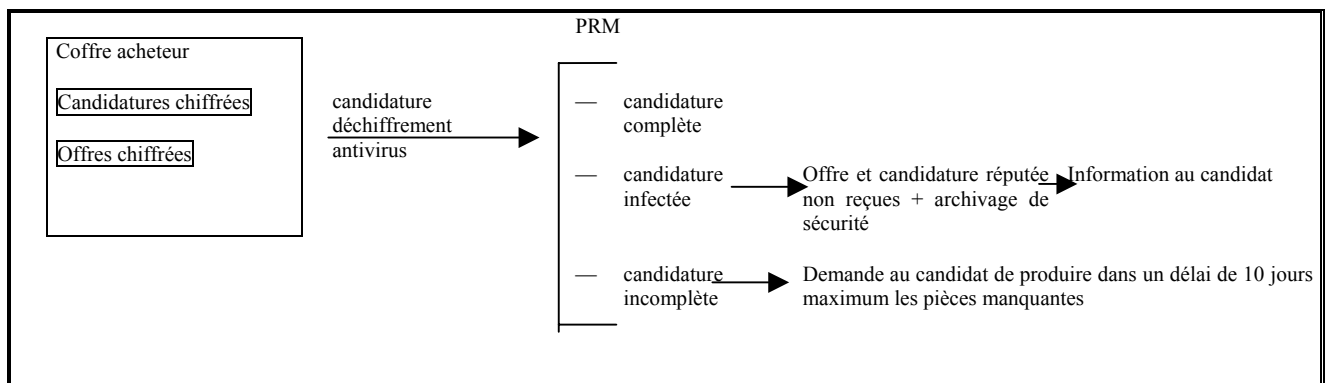 PRM
Coffre acheteur
Candidatures chiffrées
Offres chiffrées
candidature
déchiffrement
antivirus
— candidature
complète
— candidature
infectée
Offre et candidature réputée
non reçues + archivage de
sécurité
Information au candidat
— candidature
incomplète
Demande au candidat de produire dans un délai de 10 jours
maximum les pièces manquantes